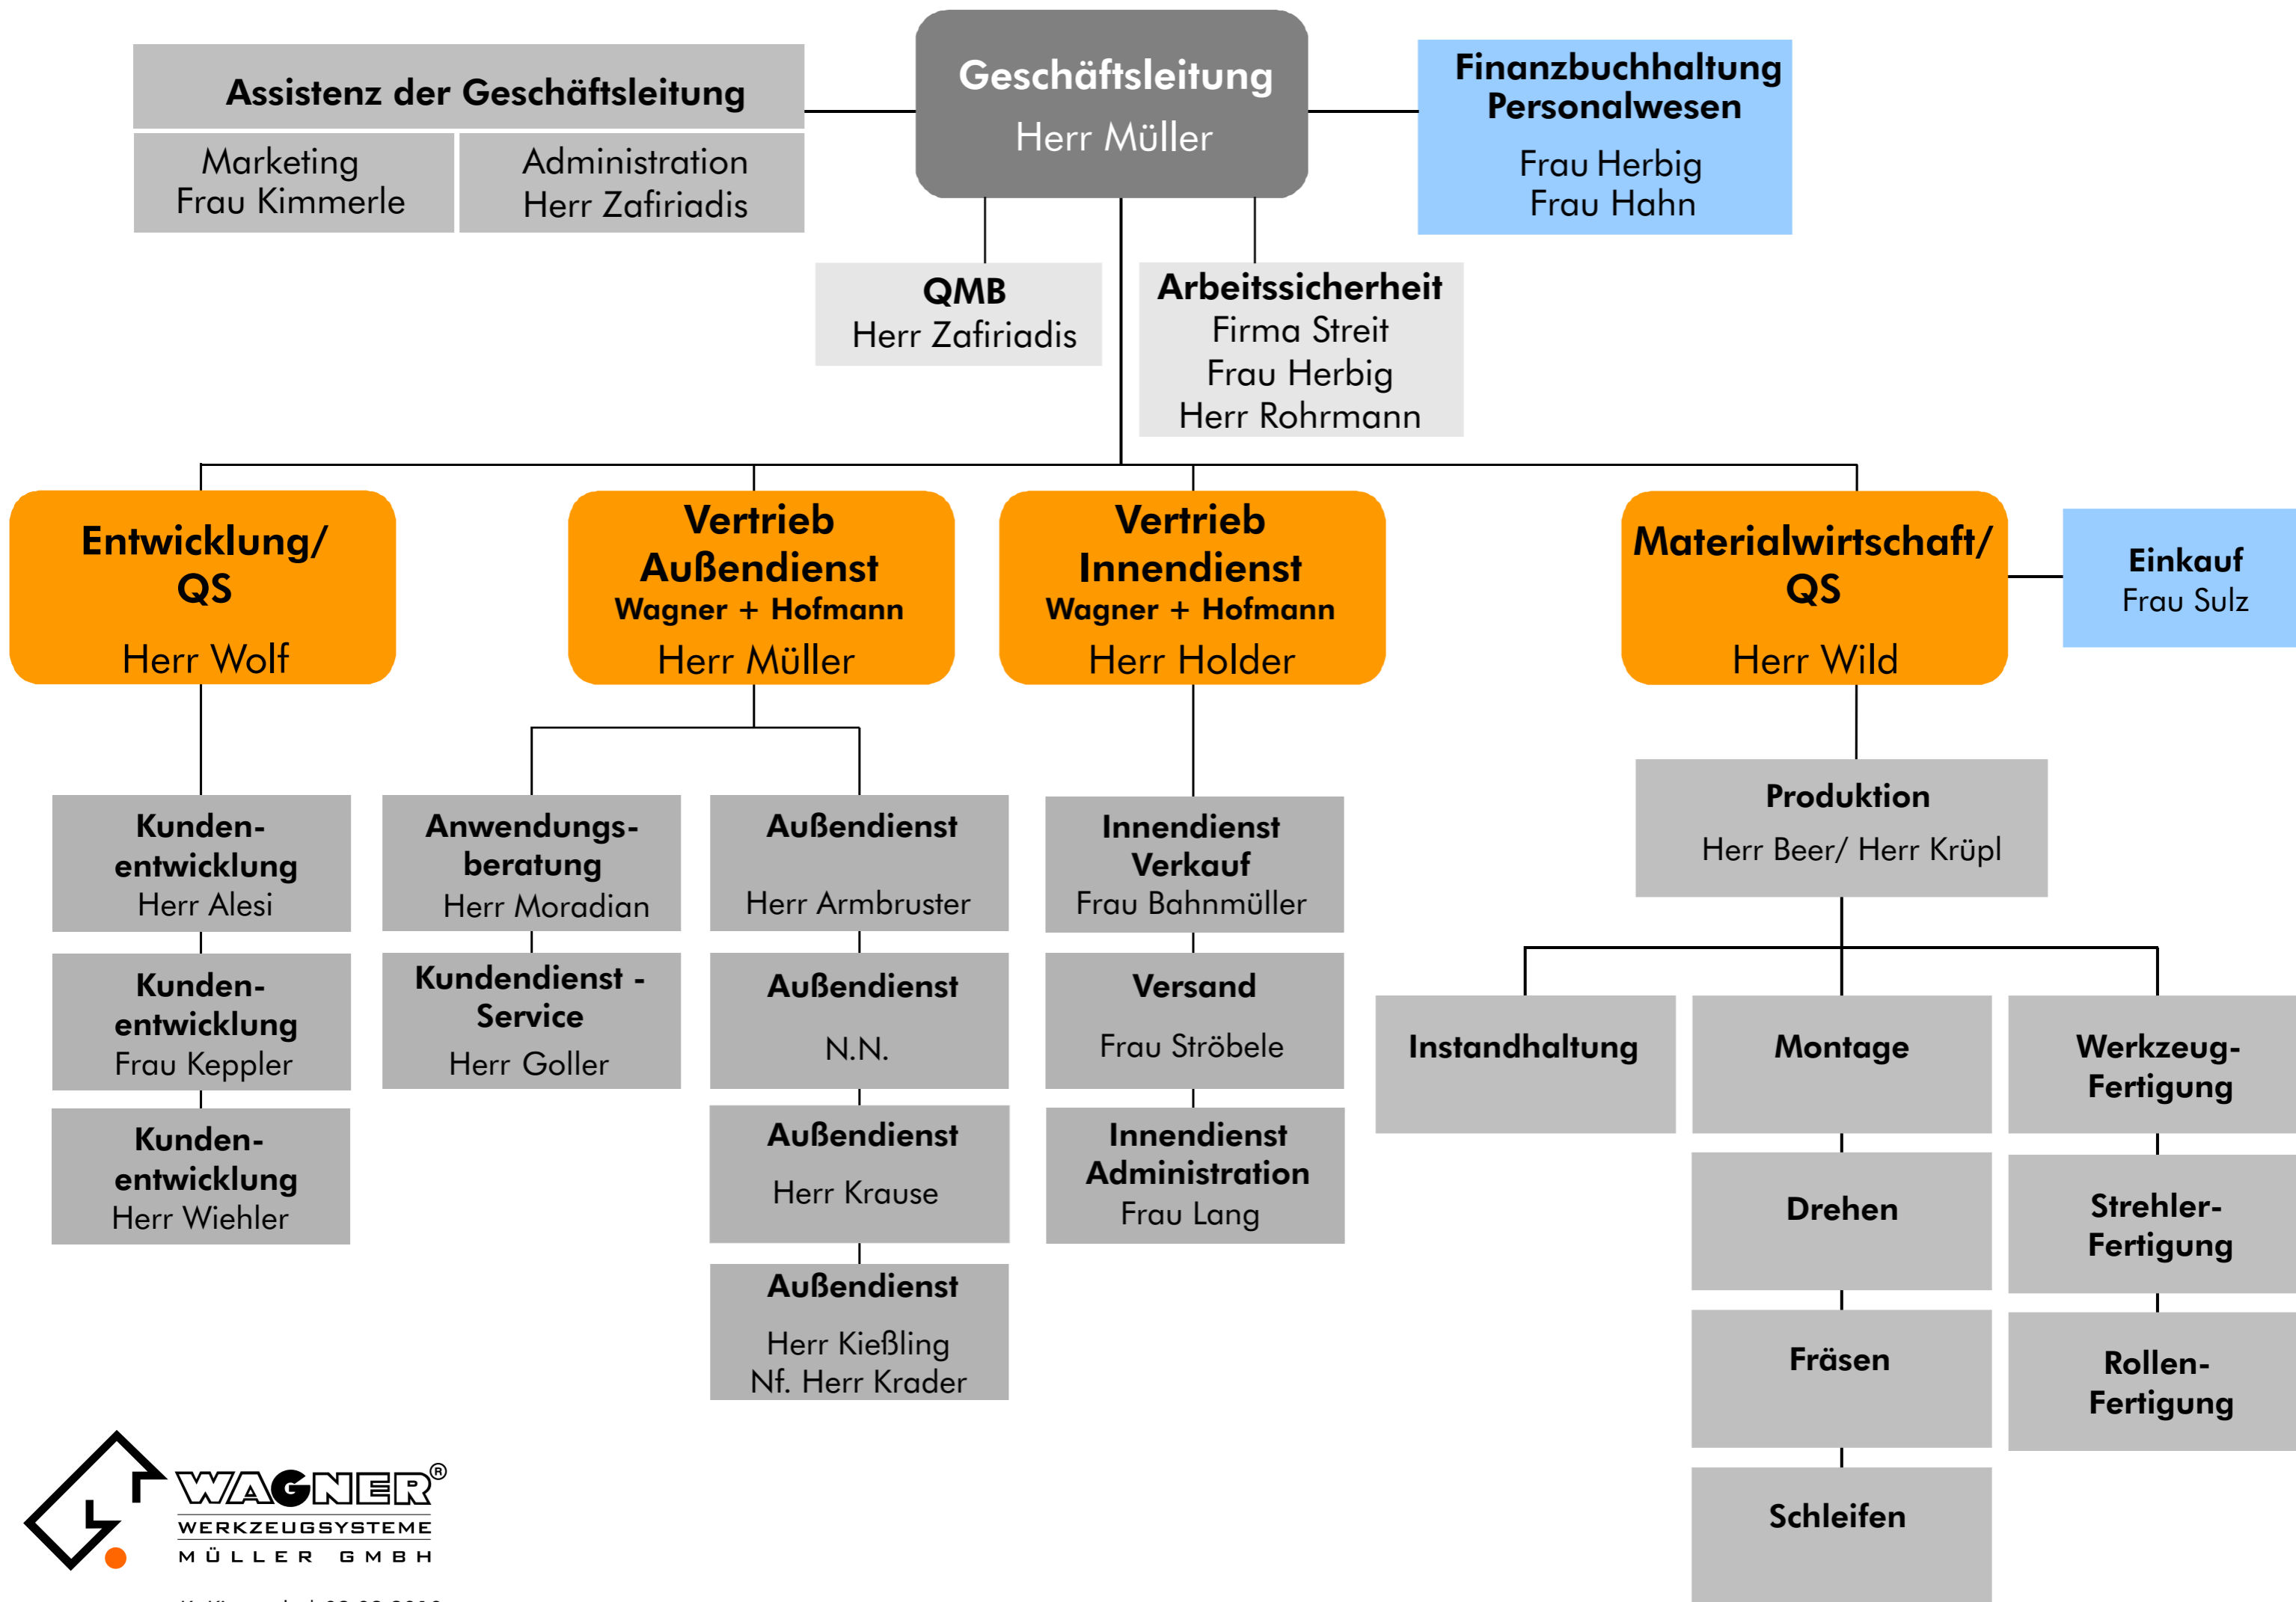 Assistenz der Geschäftsleitung
Marketing
Frau Kimmerle
Administration
Herr Zafiriadis
Geschäftsleitung
Herr Müller
Finanzbuchhaltung
Personalwesen
Frau Herbig
Frau Hahn
QMB
Herr Zafiriadis
Arbeitssicherheit
Firma Streit
Frau Herbig
Herr Rohrmann
Entwicklung/
QS
Herr Wolf
Vertrieb
Außendienst
Wagner + Hofmann
Herr Müller
Vertrieb
Innendienst
Wagner + Hofmann
Herr Holder
Materialwirtschaft/
QS
Herr Wild
Einkauf
Frau Sulz
Kunden-
entwicklung
Herr Alesi
Kunden-
entwicklung
Frau Keppler
Kunden-
entwicklung
Herr Wiehler
Anwendungs-
beratung
Herr Moradian
Kundendienst -
Service
Herr Goller
Außendienst
Herr Armbruster
Außendienst
N.N.
Außendienst
Herr Krause
Außendienst
Herr Kießling
Nf. Herr Krader
Innendienst
Verkauf
Frau Bahnmüller
Versand
Frau Ströbele
Innendienst
Administration
Frau Lang
Produktion
Herr Beer/ Herr Krüpl
Instandhaltung
Montage
Drehen
Fräsen
Schleifen
Werkzeug-
Fertigung
Strehler-
Fertigung
Rollen-
Fertigung
WAGNER®
WERKZEUGSYSTEME
MÜLLER GMBH